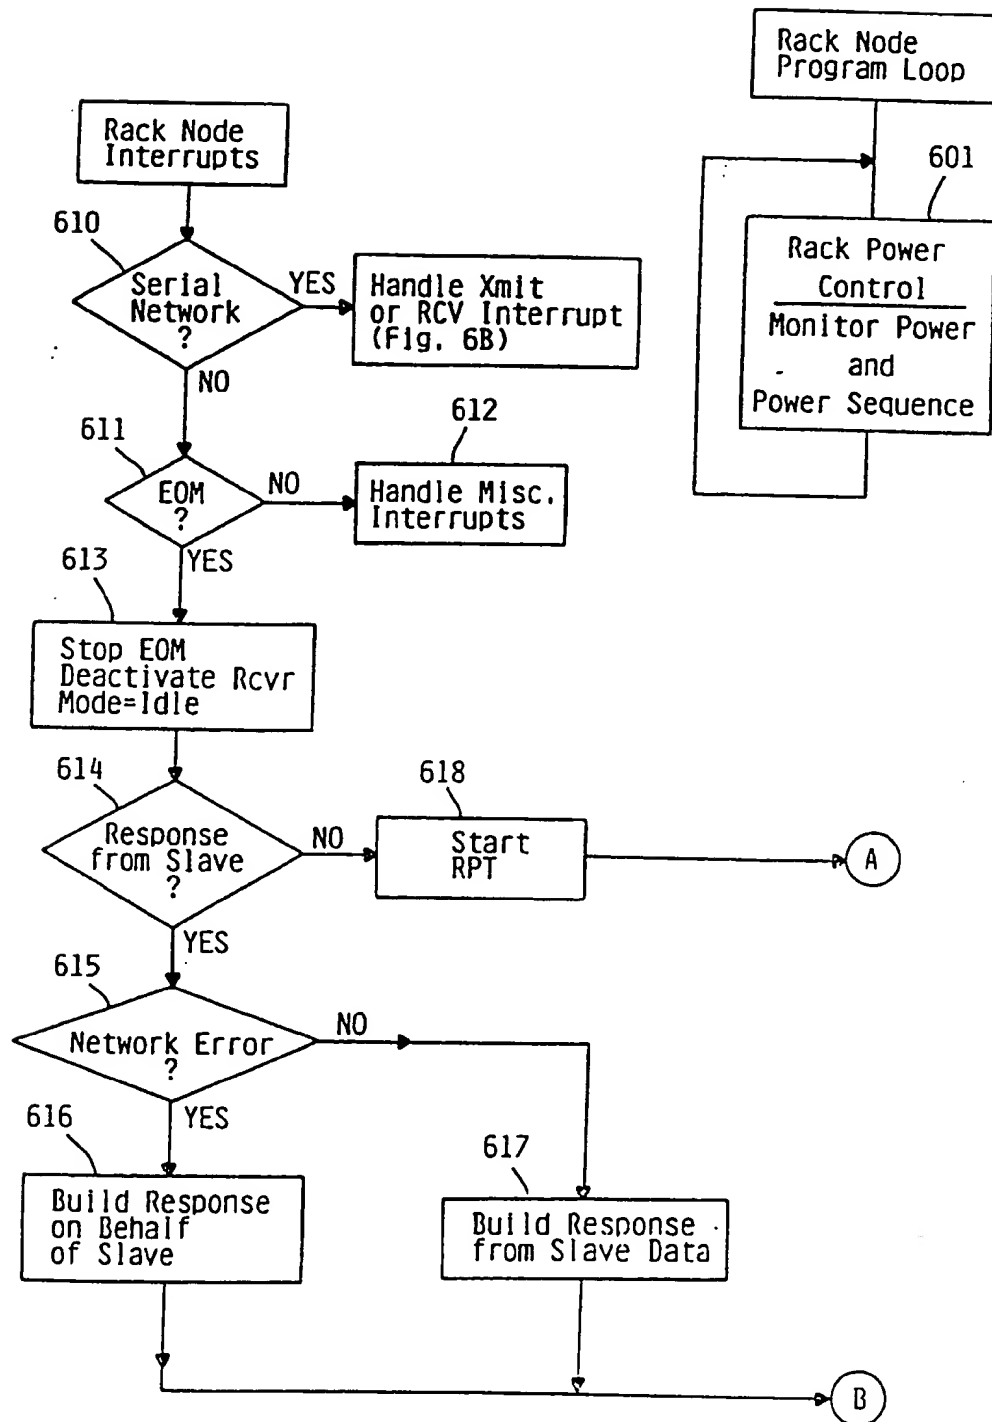 Rack Node
Program Loop
601
Rack Power
Control
Monitor Power
and
Power Sequence
Rack Node
Interrupts
610
Serial
Network
?
YES
Handle Xmit
or RCV Interrupt
(Fig. 6B)
NO
611
EOM
?
NO
612
Handle Misc.
Interrupts
YES
613
Stop EOM
Deactivate Rcvr
Mode=Idle
614
Response
from Slave
?
NO
618
Start
RPT
A
YES
615
Network Error
?
NO
YES
616
Build Response
on Behalf
of Slave
617
Build Response
from Slave Data
B